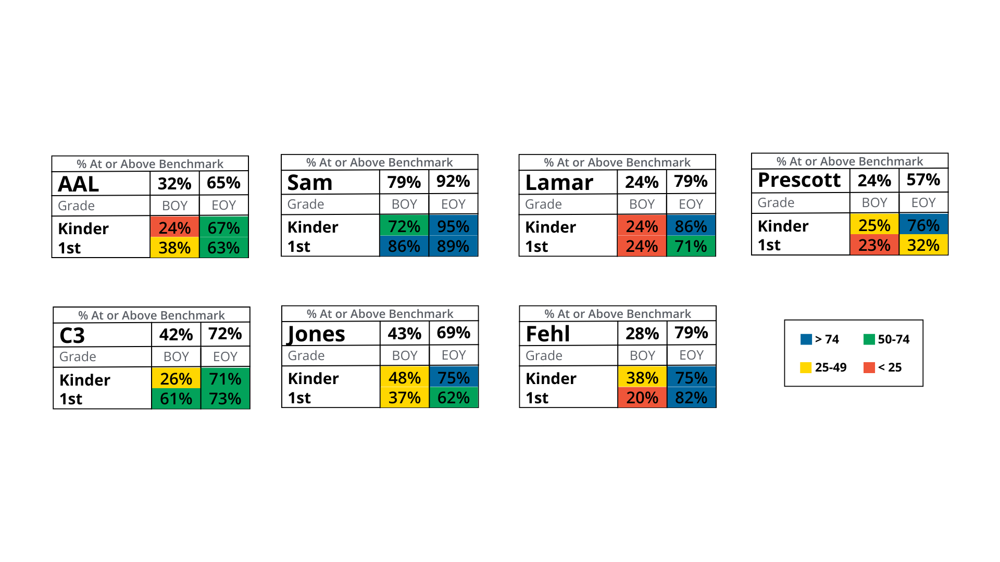 % At or Above Benchmark
AAL 32% 65%
Grade BOY EOY
Kinder 24% 67%
1st 38% 63%
% At or Above Benchmark
Sam 79% 92%
Grade BOY EOY
Kinder 72% 95%
1st 86% 89%
% At or Above Benchmark
Lamar 24% 79%
Grade BOY EOY
Kinder 24% 86%
1st 24% 71%
% At or Above Benchmark
Prescott 24% 57%
Grade BOY EOY
Kinder 25% 76%
1st 23% 32%
% At or Above Benchmark
C3 42% 72%
Grade BOY EOY
Kinder 26% 71%
1st 61% 73%
% At or Above Benchmark
Jones 43% 69%
Grade BOY EOY
Kinder 48% 75%
1st 37% 62%
% At or Above Benchmark
Fehl 28% 79%
Grade BOY EOY
Kinder 38% 75%
1st 20% 82%
> 74 50-74
25-49 < 25